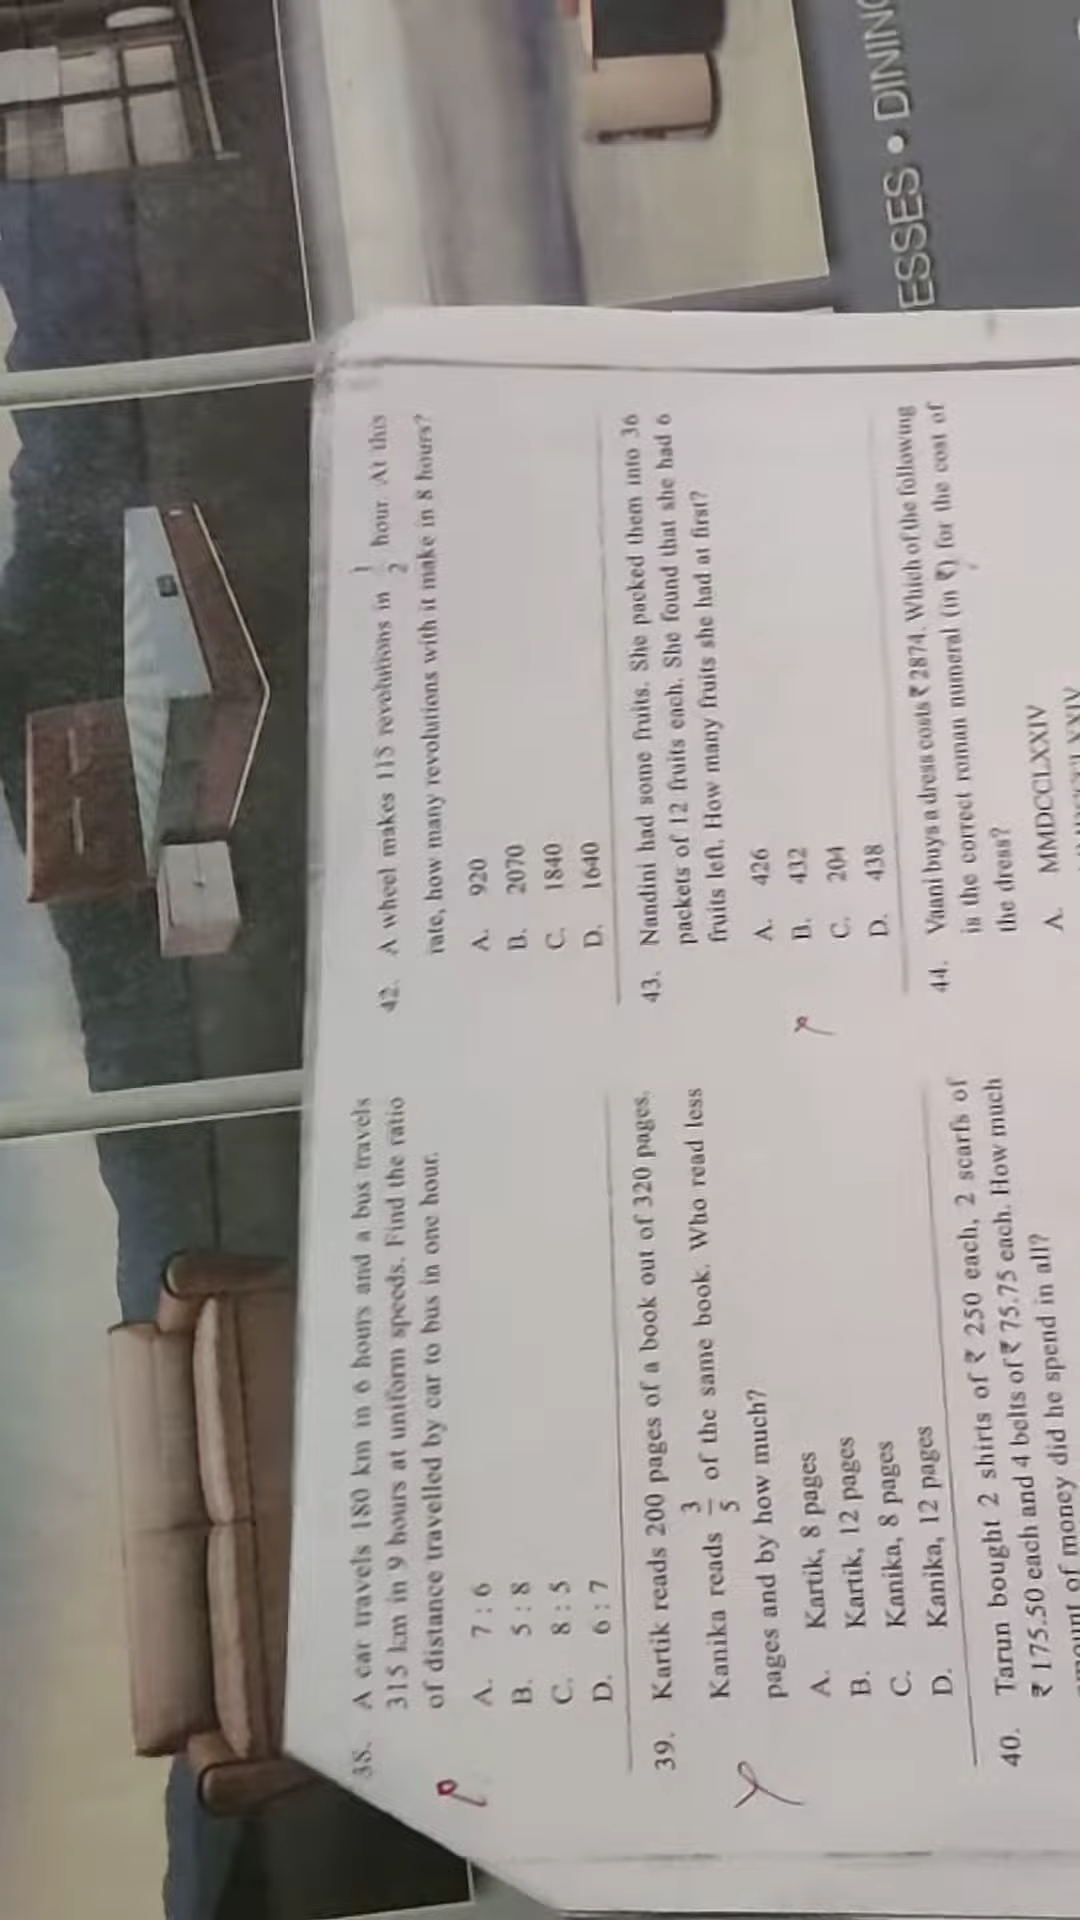 38. A car travels 180 km in 6 hours and a bus travels
315 km in 9 hours at uniform speeds. Find the ratio
of distance travelled by car to bus in one hour.
A. 7 : 6
B. 5 : 8
C. 8 : 5
D. 6 : 7
39. Kartik reads 200 pages of a book out of 320 pages.
Kanika reads 3/5 of the same book. Who read less
pages and by how much?
A. Kartik, 8 pages
B. Kartik, 12 pages
C. Kanika, 8 pages
D. Kanika, 12 pages
40. Tarun bought 2 shirts of ₹ 250 each, 2 scarfs of
₹ 175.50 each and 4 belts of ₹ 75.75 each. How much
amount of money did he spend in all?
42. A wheel makes 115 revolutions in 1/2 hour. At this
rate, how many revolutions with it make in 8 hours?
A. 920
B. 2070
C. 1840
D. 1640
43. Nandini had some fruits. She packed them into 36
packets of 12 fruits each. She found that she had 6
fruits left. How many fruits she had at first?
A. 426
B. 432
C. 204
D. 438
44. Vaani buys a dress costs ₹ 2874. Which of the following
is the correct roman numeral (in ₹) for the cost of
the dress?
A. MMDCCLXXIV
ESSES • DINING